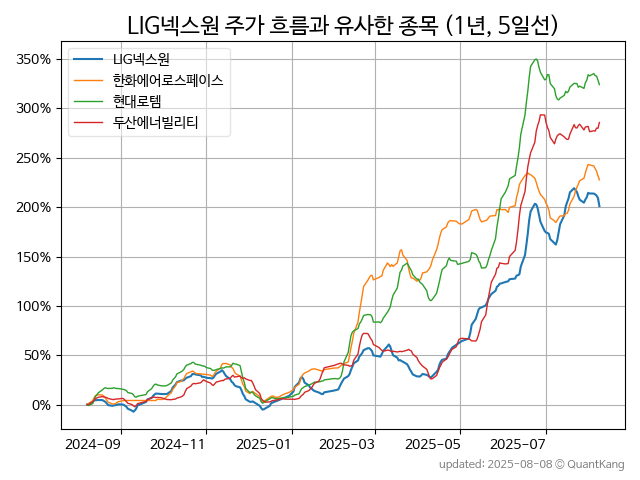 LIG넥스원 주가 흐름과 유사한 종목 (1년, 5일선)
LIG넥스원
한화에어로스페이스
현대로템
두산에너빌리티
350%
300%
250%
200%
150%
100%
50%
0%
2024-09
2024-11
2025-01
2025-03
2025-05
2025-07
updated: 2025-08-08 © QuantKang